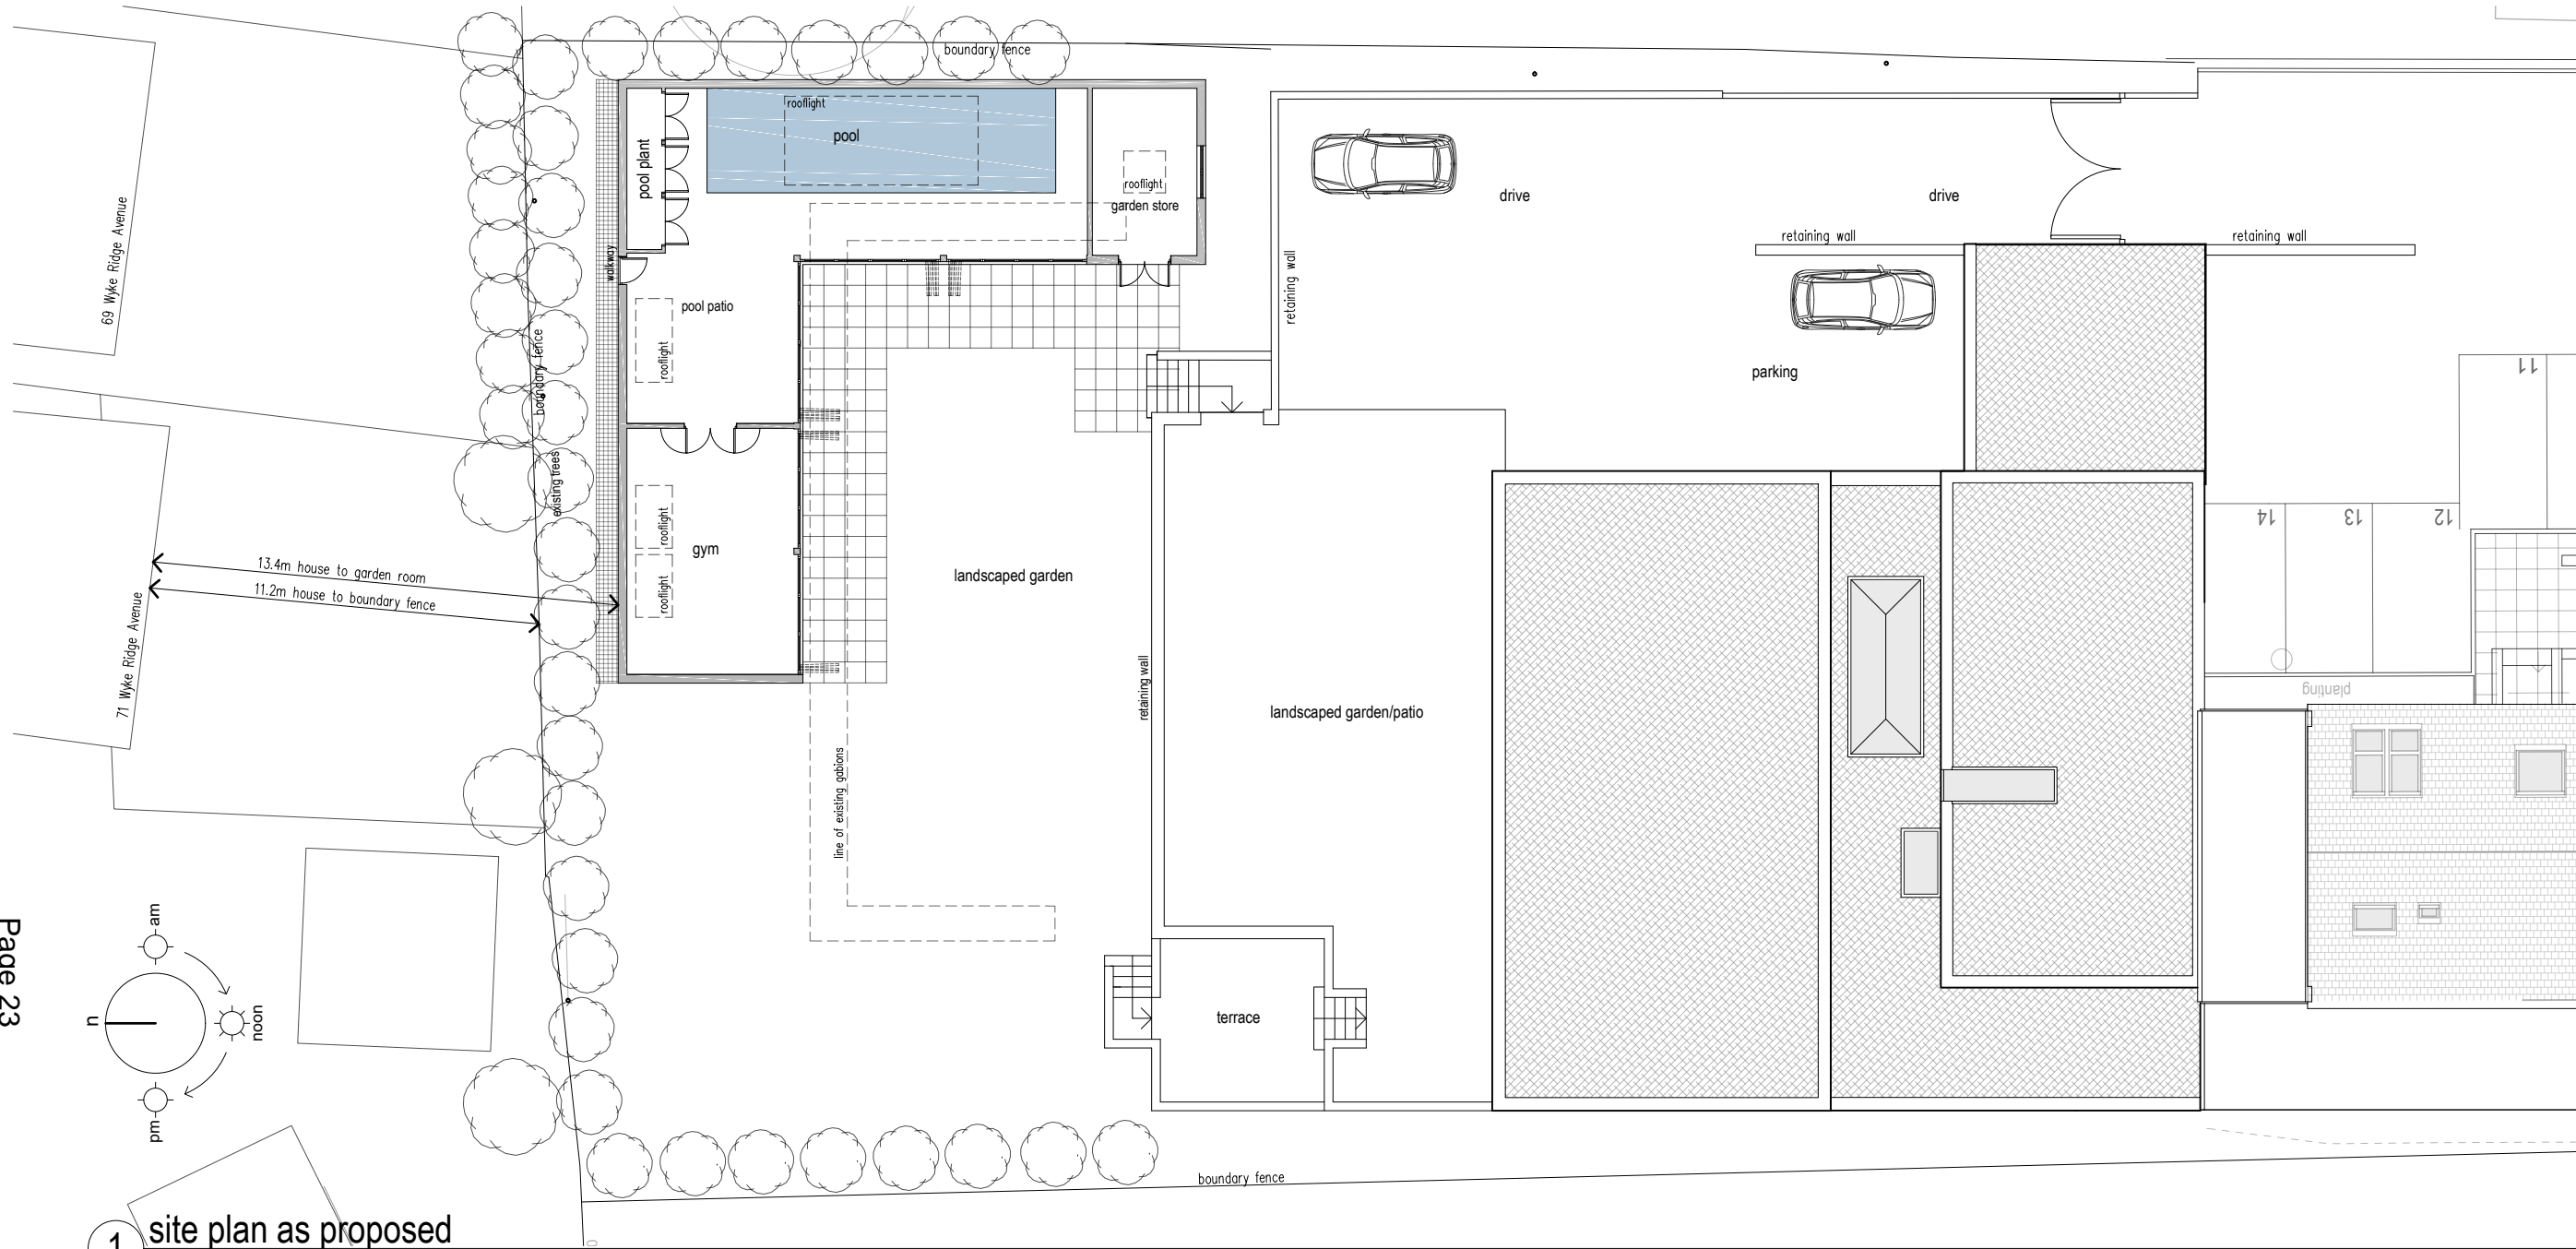 boundary fence
rooflight
pool
pool plant
rooflight
garden store
drive
drive
retaining wall
retaining wall
69 Wyke Ridge Avenue
walkway
pool patio
rooflight
retaining wall
boundary fence
parking
11
existing trees
rooflight
gym
rooflight
14
13
12
13.4m house to garden room
11.2m house to boundary fence
landscaped garden
71 Wyke Ridge Avenue
retaining wall
landscaped garden/patio
planting
line of existing gabions
am
n
noon
pm
terrace
boundary fence
Page 23
1
site plan as proposed